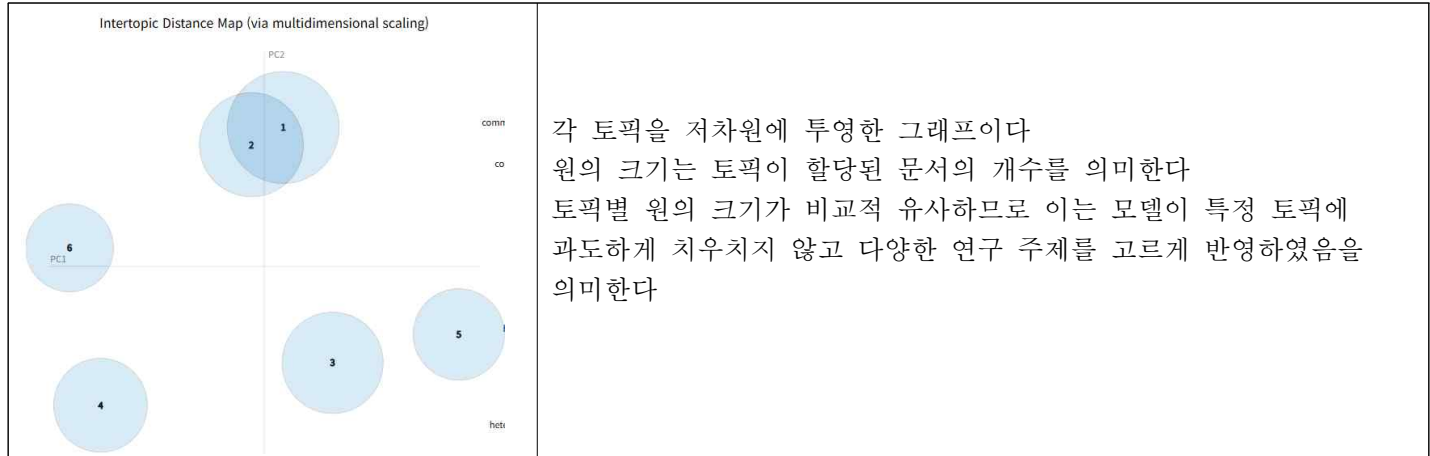 Intertopic Distance Map (via multidimensional scaling)
PC2
1
2
comm
co
6
PC1
5
3
4
hete
각 토픽을 저차원에 투영한 그래프이다
원의 크기는 토픽이 할당된 문서의 개수를 의미한다
토픽별 원의 크기가 비교적 유사하므로 이는 모델이 특정 토픽에
과도하게 치우치지 않고 다양한 연구 주제를 고르게 반영하였음을
의미한다